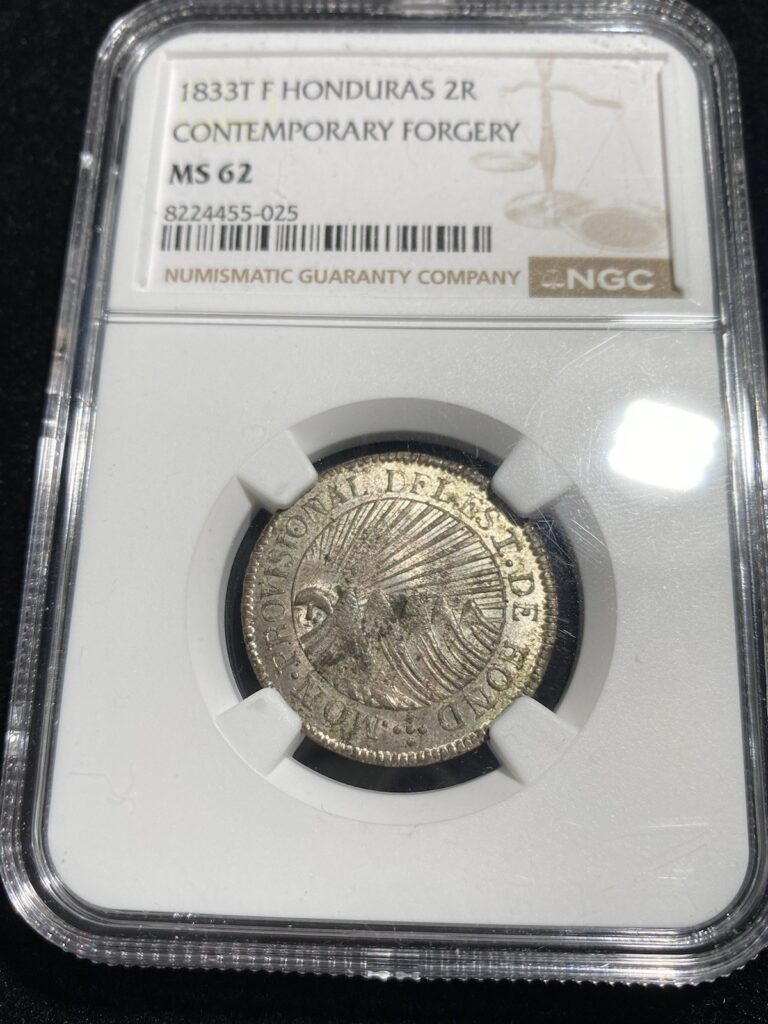 1833T F HONDURAS 2R
CONTEMPORARY FORGERY
MS 62
8224455-025
NUMISMATIC GUARANTY COMPANY NGC
MON·PROVISIONAL DEL EST·DE HOND